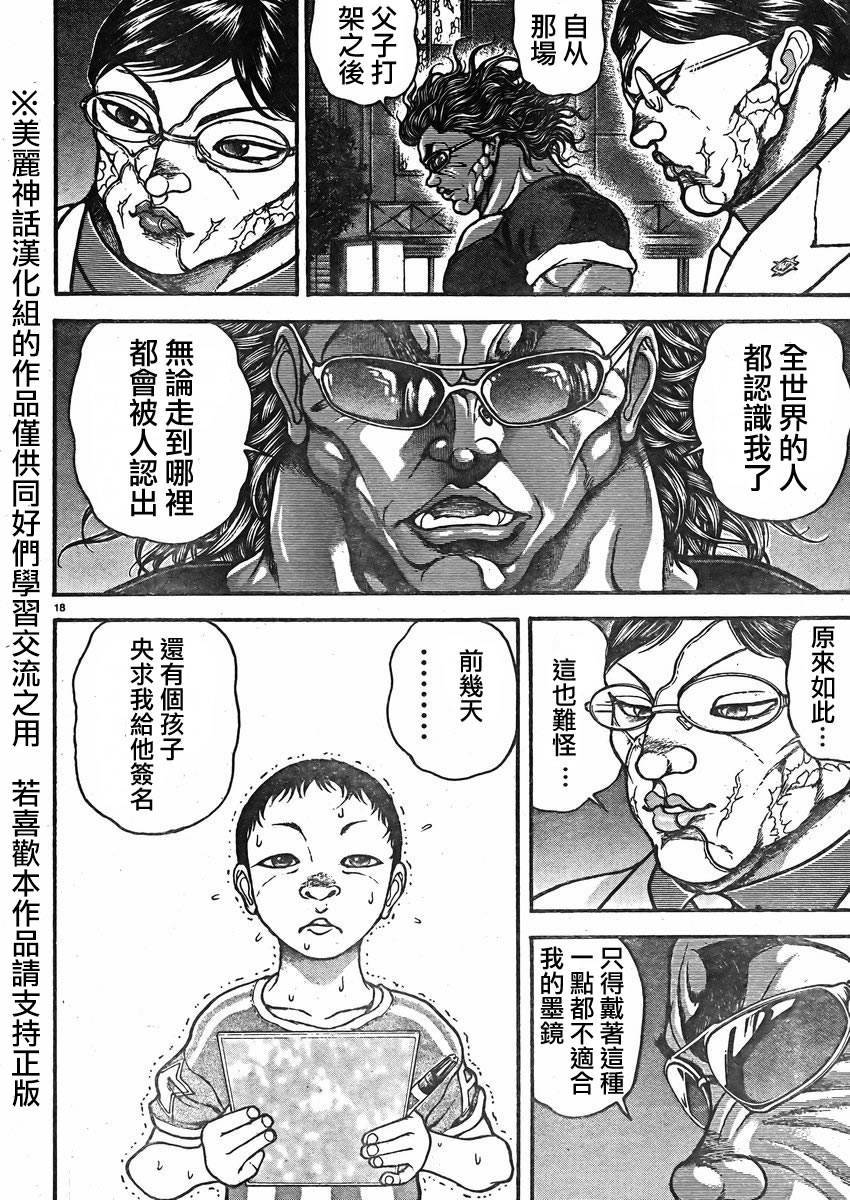 自从
那場
父子打
架之後
全世界的人
都認識我了
無論走到哪裡
都會被人認出
18
原來如此…
這也難怪…
只得戴著這種
一點都不適合
我的墨鏡
前幾天
………
還有個孩子
央求我給他簽名
※美麗神話漢化組的作品僅供同好們學習交流之用 若喜歡本作品請支持正版